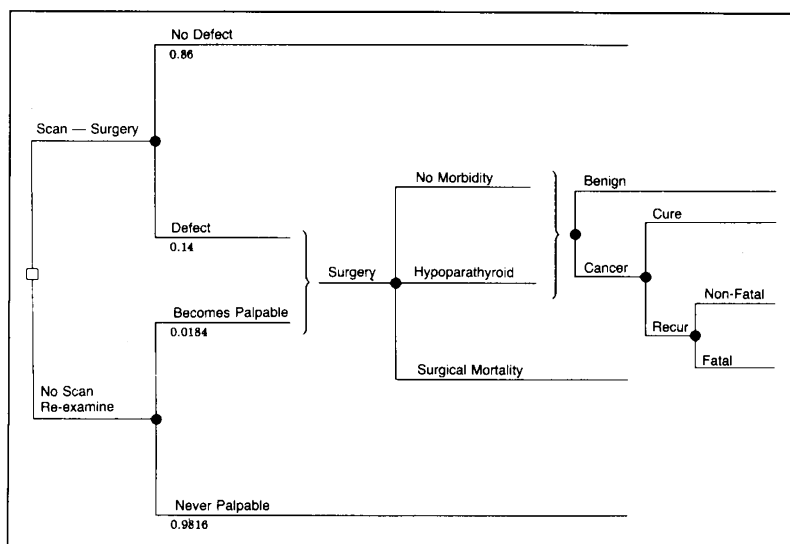 No Defect
0.86
Scan — Surgery
Defect
0.14
Becomes Palpable
0.0184
No Scan
Re-examine
Never Palpable
0.9816
Surgery
No Morbidity
Hypoparathyroid
Surgical Mortality
Benign
Cancer
Cure
Recur
Non-Fatal
Fatal